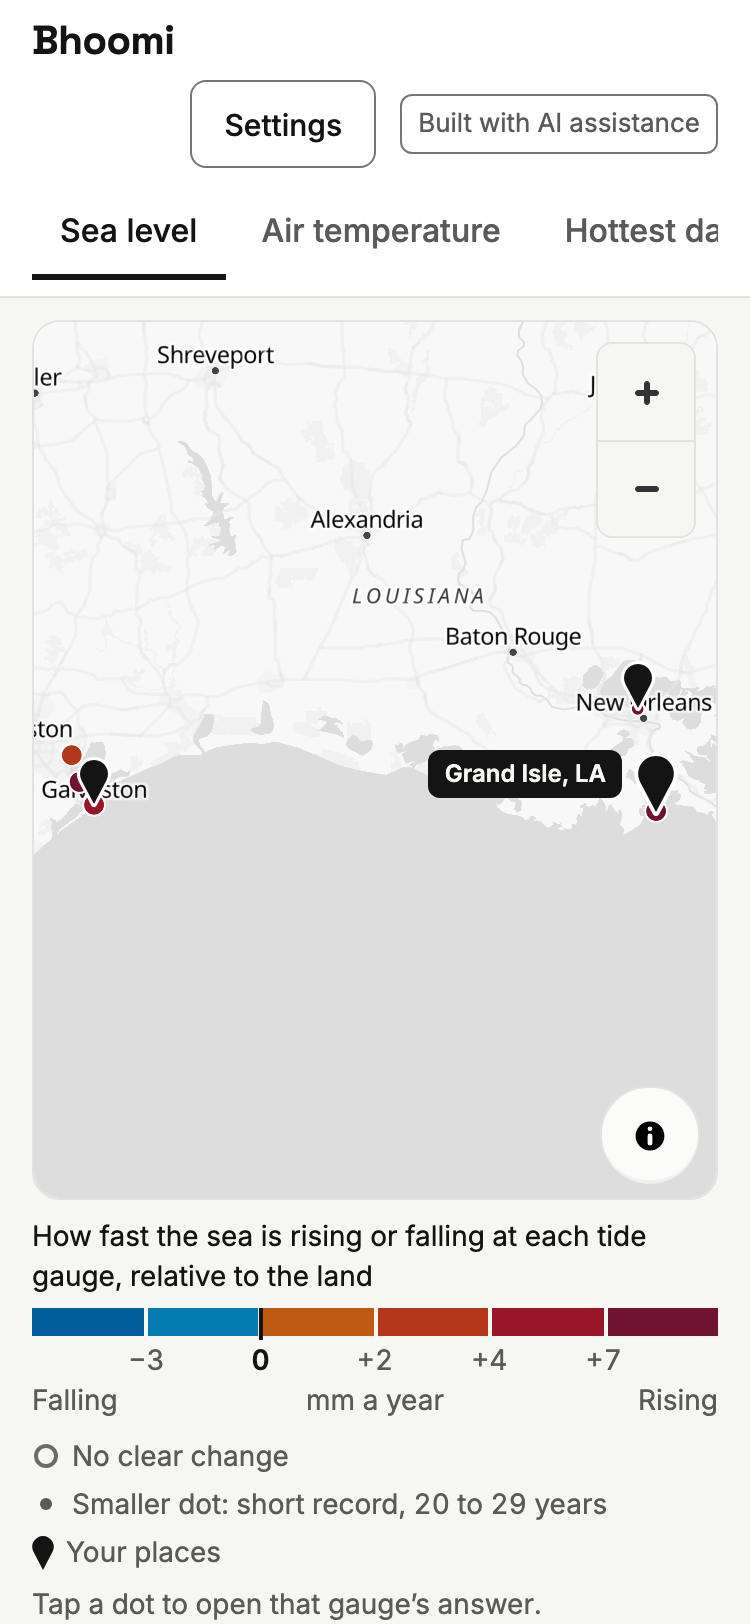 Bhoomi
Settings
Built with AI assistance
Sea level
Air temperature
Hottest da
Shreveport
ler
J
+
−
Alexandria
LOUISIANA
Baton Rouge
New Orleans
ston
Grand Isle, LA
Galveston
How fast the sea is rising or falling at each tide
gauge, relative to the land
−3 0 +2 +4 +7
Falling mm a year Rising
No clear change
Smaller dot: short record, 20 to 29 years
Your places
Tap a dot to open that gauge’s answer.